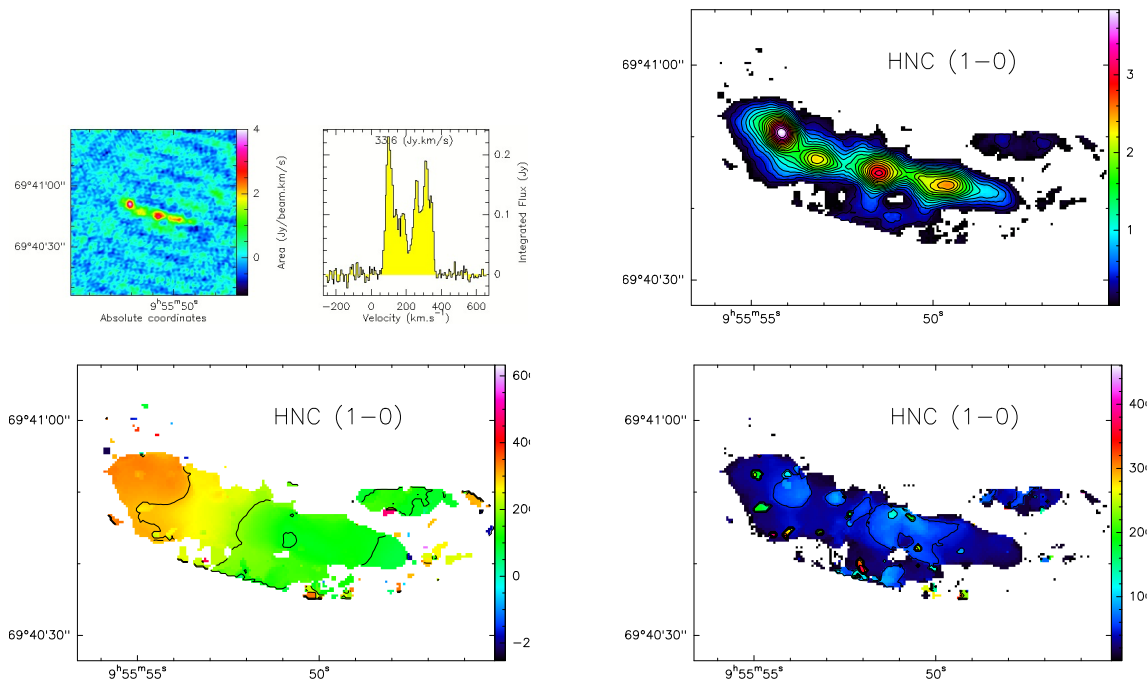 69°41'00''
69°40'30''
9ʰ55ᵐ50ˢ
Absolute coordinates
4
2
0
Area (Jy/beam.km/s)
33.6 (Jy.km/s)
0.2
0.1
0
Integrated Flux (Jy)
−200 0 200 400 600
Velocity (km.s⁻¹)
HNC (1−0)
69°41'00''
69°40'30''
9ʰ55ᵐ55ˢ 50ˢ
3
2
1
HNC (1−0)
69°41'00''
69°40'30''
9ʰ55ᵐ55ˢ 50ˢ
400
200
0
−2
HNC (1−0)
69°41'00''
69°40'30''
9ʰ55ᵐ55ˢ 50ˢ